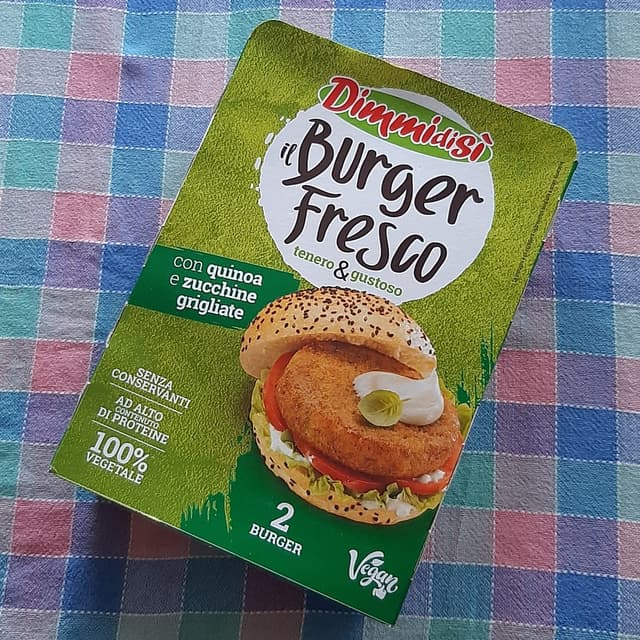 DimmidiSì
il Burger
Fresco
tenero & gustoso
con quinoa
e zucchine
grigliate
SENZA
CONSERVANTI
AD ALTO
CONTENUTO
DI PROTEINE
100%
VEGETALE
2
BURGER
Vegan